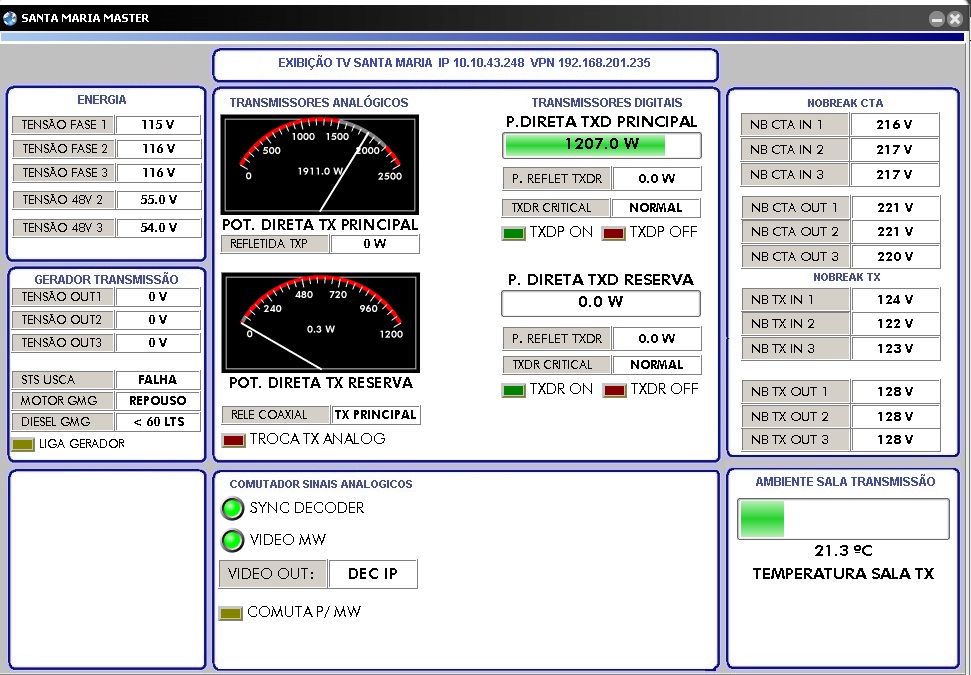 SANTA MARIA MASTER
EXIBIÇÃO TV SANTA MARIA IP 10.10.43.248 VPN 192.168.201.235
ENERGIA
TENSÃO FASE 1 115 V
TENSÃO FASE 2 116 V
TENSÃO FASE 3 116 V
TENSÃO 48V 2 55.0 V
TENSÃO 48V 3 54.0 V
GERADOR TRANSMISSÃO
TENSÃO OUT1 0 V
TENSÃO OUT2 0 V
TENSÃO OUT3 0 V
STS USCA FALHA
MOTOR GMG REPOUSO
DIESEL GMG < 60 LTS
LIGA GERADOR
TRANSMISSORES ANALÓGICOS
0 500 1000 1500 2000 2500
1911.0 W
POT. DIRETA TX PRINCIPAL
REFLETIDA TXP 0 W
0 240 480 720 960 1200
0.3 W
POT. DIRETA TX RESERVA
RELE COAXIAL TX PRINCIPAL
TROCA TX ANALOG
TRANSMISSORES DIGITAIS
P.DIRETA TXD PRINCIPAL
1207.0 W
P. REFLET TXDR 0.0 W
TXDR CRITICAL NORMAL
TXDP ON TXDP OFF
P. DIRETA TXD RESERVA
0.0 W
P. REFLET TXDR 0.0 W
TXDR CRITICAL NORMAL
TXDR ON TXDR OFF
NOBREAK CTA
NB CTA IN 1 216 V
NB CTA IN 2 217 V
NB CTA IN 3 217 V
NB CTA OUT 1 221 V
NB CTA OUT 2 221 V
NB CTA OUT 3 220 V
NOBREAK TX
NB TX IN 1 124 V
NB TX IN 2 122 V
NB TX IN 3 123 V
NB TX OUT 1 128 V
NB TX OUT 2 128 V
NB TX OUT 3 128 V
COMUTADOR SINAIS ANALOGICOS
SYNC DECODER
VIDEO MW
VIDEO OUT: DEC IP
COMUTA P/ MW
AMBIENTE SALA TRANSMISSÃO
21.3 ºC
TEMPERATURA SALA TX